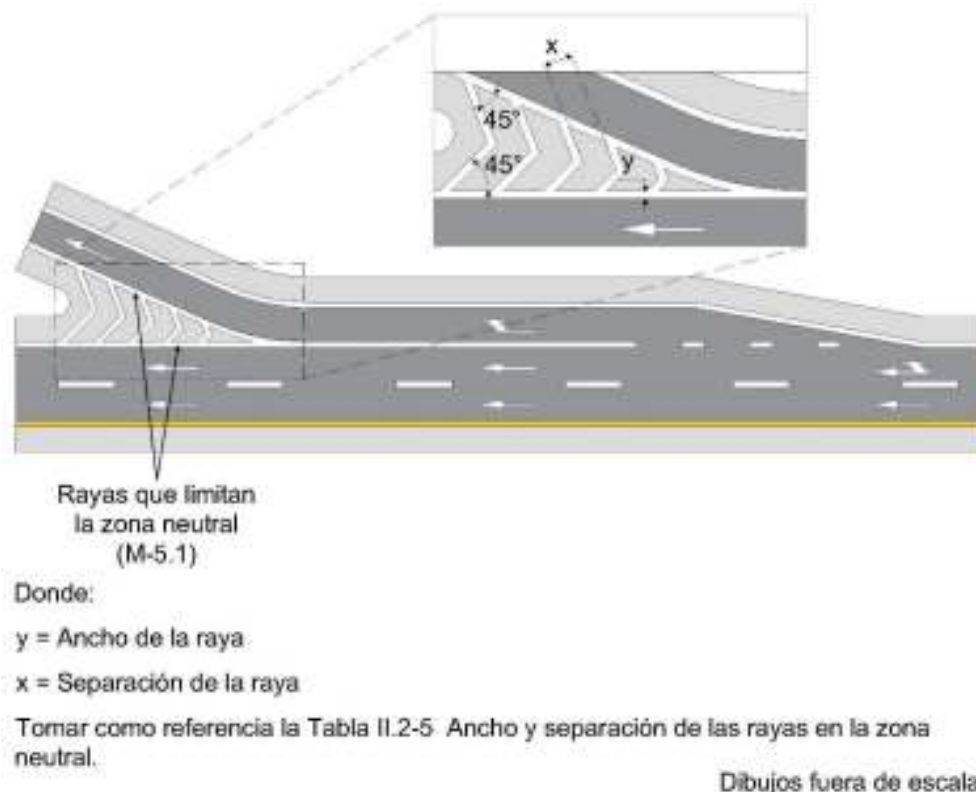 x
45°
45°
y
Rayas que limitan
la zona neutral
(M-5.1)
Donde:
y = Ancho de la raya
x = Separación de la raya
Tomar como referencia la Tabla II.2-5 Ancho y separación de las rayas en la zona
neutral.
Dibujos fuera de escala